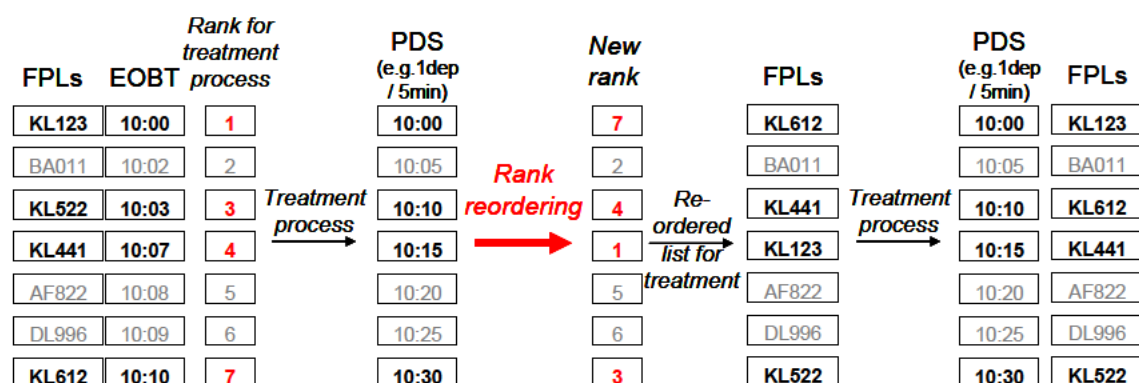 Rank for treatment process
PDS (e.g.1dep / 5min)
New rank
PDS (e.g.1dep / 5min)
FPLs EOBT
FPLs
FPLs
KL123 10:00 1 10:00 7 KL612 10:00 KL123
BA011 10:02 2 10:05 2 BA011 10:05 BA011
KL522 10:03 3 10:10 4 KL441 10:10 KL612
KL441 10:07 4 10:15 1 KL123 10:15 KL441
AF822 10:08 5 10:20 5 AF822 10:20 AF822
DL996 10:09 6 10:25 6 DL996 10:25 DL996
KL612 10:10 7 10:30 3 KL522 10:30 KL522
Treatment
process
Rank
reordering
Re-
ordered
list for
treatment
Treatment
process